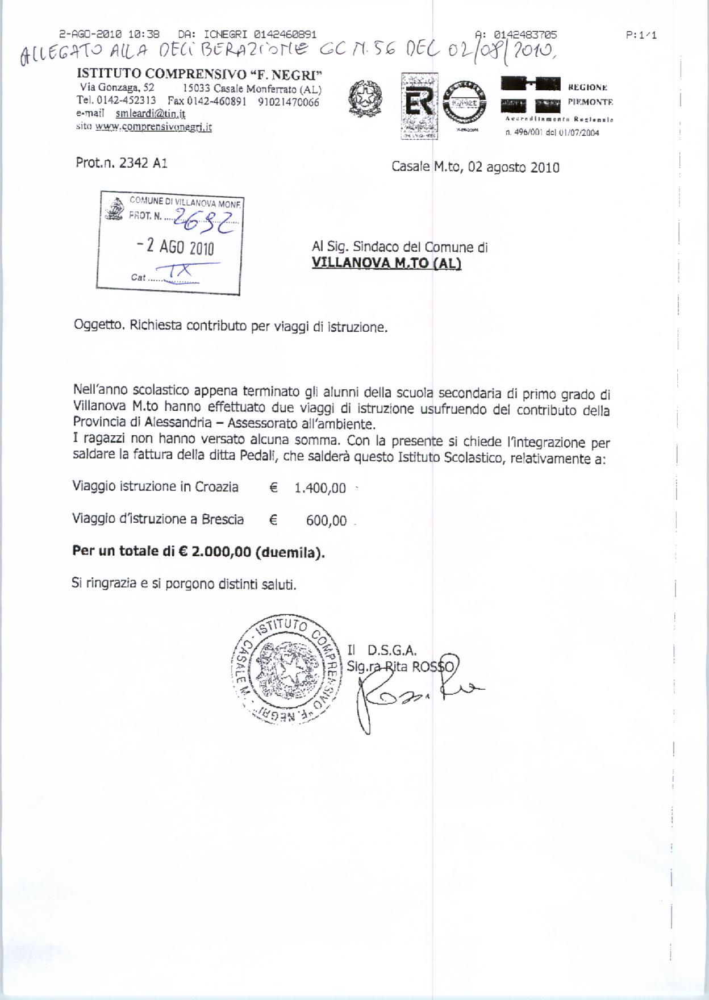 2-AGO-2010 10:38 DA: ICNEGRI 0142460891 A: 0142483705 P:1/1
ALLEGATO ALLA DELIBERAZIONE GC N. 56 DEL 02/08/2010.
ISTITUTO COMPRENSIVO “F. NEGRI”
Via Gonzaga, 52 15033 Casale Monferrato (AL)
Tel. 0142-452313 Fax 0142-460891 91021470066
e-mail smleardi@tin.it
sito www.comprensivonegri.it
ER
REGIONE
PIEMONTE
Accreditamento Regionale
n. 496/001 del 01/07/2004
Prot.n. 2342 A1
Casale M.to, 02 agosto 2010
COMUNE DI VILLANOVA MONF.
PROT. N. .... 2692
- 2 AGO 2010
Cat ...... IX
Al Sig. Sindaco del Comune di
VILLANOVA M.TO (AL)
Oggetto. Richiesta contributo per viaggi di istruzione.
Nell’anno scolastico appena terminato gli alunni della scuola secondaria di primo grado di
Villanova M.to hanno effettuato due viaggi di istruzione usufruendo del contributo della
Provincia di Alessandria – Assessorato all’ambiente.
I ragazzi non hanno versato alcuna somma. Con la presente si chiede l’integrazione per
saldare la fattura della ditta Pedali, che salderà questo Istituto Scolastico, relativamente a:
Viaggio istruzione in Croazia € 1.400,00
Viaggio d’istruzione a Brescia € 600,00
Per un totale di € 2.000,00 (duemila).
Si ringrazia e si porgono distinti saluti.
ISTITUTO COMPRENSIVO "F. NEGRI" - CASALE M. -
Il D.S.G.A.
Sig.ra Rita ROSSO